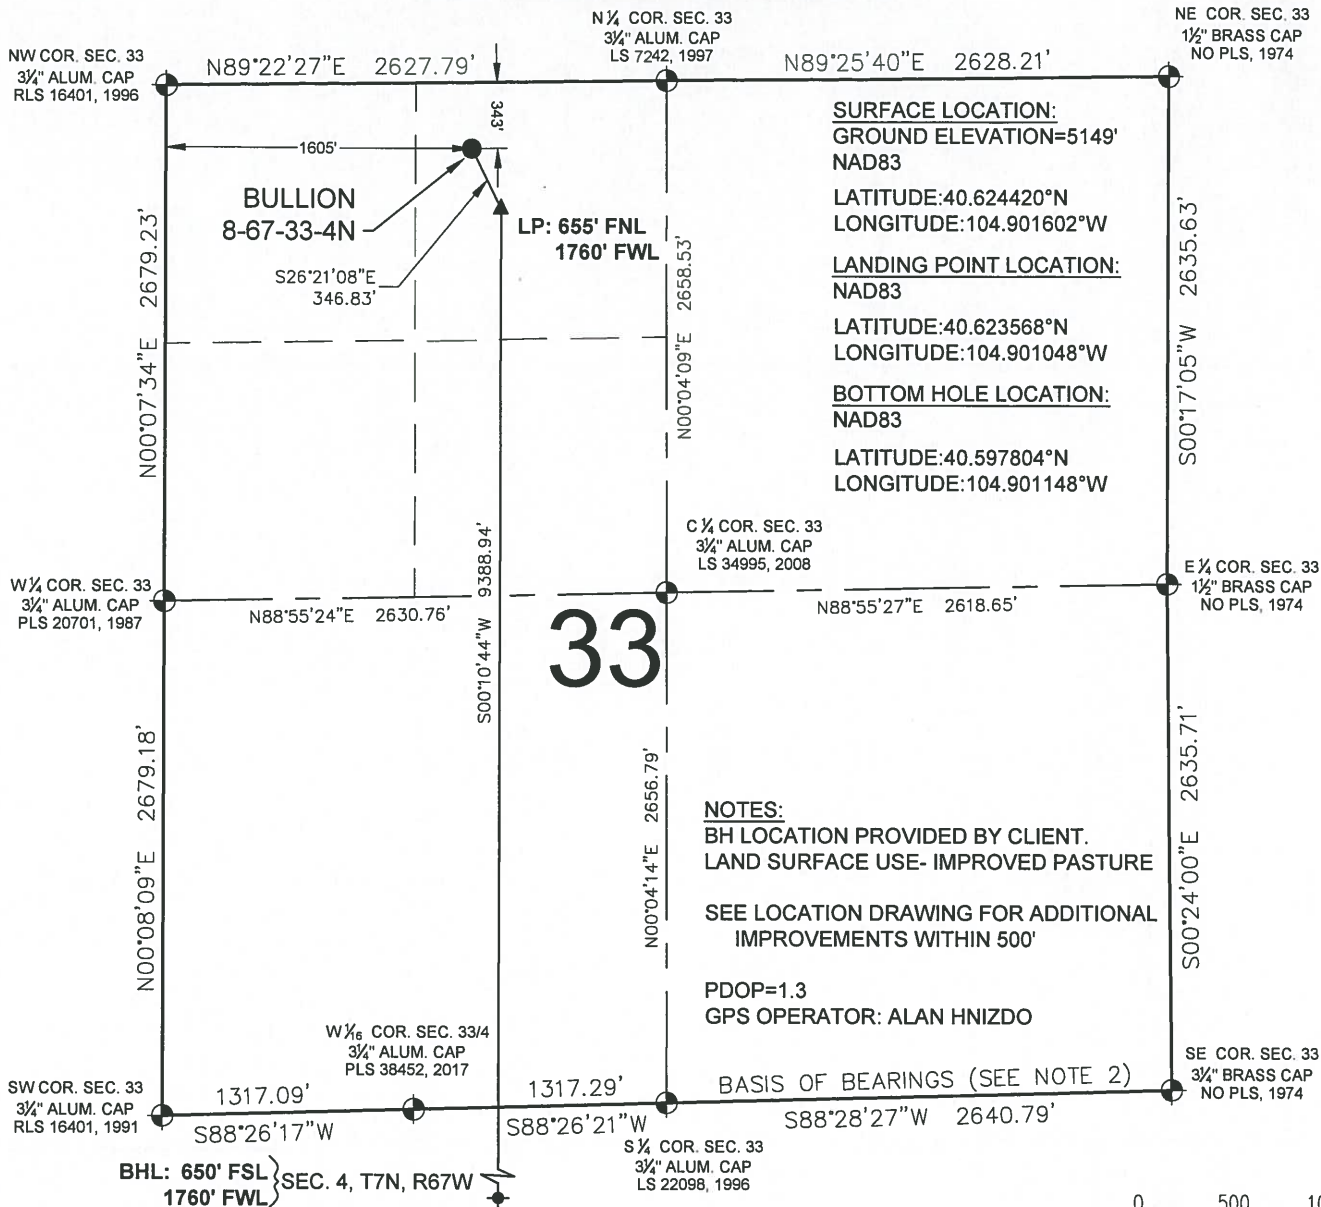 N¼ COR. SEC. 33
3¼" ALUM. CAP
LS 7242, 1997
NE COR. SEC. 33
1½" BRASS CAP
NO PLS, 1974
NW COR. SEC. 33
3¼" ALUM. CAP
RLS 16401, 1996
N89°22'27"E 2627.79'
N89°25'40"E 2628.21'
343'
1605'
BULLION
8-67-33-4N
LP: 655' FNL
1760' FWL
S26°21'08"E
346.83'
SURFACE LOCATION:
GROUND ELEVATION=5149'
NAD83
LATITUDE:40.624420°N
LONGITUDE:104.901602°W
LANDING POINT LOCATION:
NAD83
LATITUDE:40.623568°N
LONGITUDE:104.901048°W
BOTTOM HOLE LOCATION:
NAD83
LATITUDE:40.597804°N
LONGITUDE:104.901148°W
N00°07'34"E 2679.23'
N00°04'09"E 2658.53'
S00°17'05"W 2635.63'
C ¼ COR. SEC. 33
3¼" ALUM. CAP
LS 34995, 2008
W¼ COR. SEC. 33
3¼" ALUM. CAP
PLS 20701, 1987
E ¼ COR. SEC. 33
1½" BRASS CAP
NO PLS, 1974
N88°55'24"E 2630.76'
N88°55'27"E 2618.65'
S00°10'44"W 9388.94'
33
N00°08'09"E 2679.18'
N00°04'14"E 2656.79'
S00°24'00"E 2635.71'
NOTES:
BH LOCATION PROVIDED BY CLIENT.
LAND SURFACE USE- IMPROVED PASTURE
SEE LOCATION DRAWING FOR ADDITIONAL
IMPROVEMENTS WITHIN 500'
PDOP=1.3
GPS OPERATOR: ALAN HNIZDO
W⅟16 COR. SEC. 33/4
3¼" ALUM. CAP
PLS 38452, 2017
SW COR. SEC. 33
3¼" ALUM. CAP
RLS 16401, 1991
SE COR. SEC. 33
3¼" BRASS CAP
NO PLS, 1974
1317.09'
S88°26'17"W
1317.29'
S88°26'21"W
BASIS OF BEARINGS (SEE NOTE 2)
S88°28'27"W 2640.79'
S ¼ COR. SEC. 33
3¼" ALUM. CAP
LS 22098, 1996
BHL: 650' FSL
1760' FWL
SEC. 4, T7N, R67W
0 500